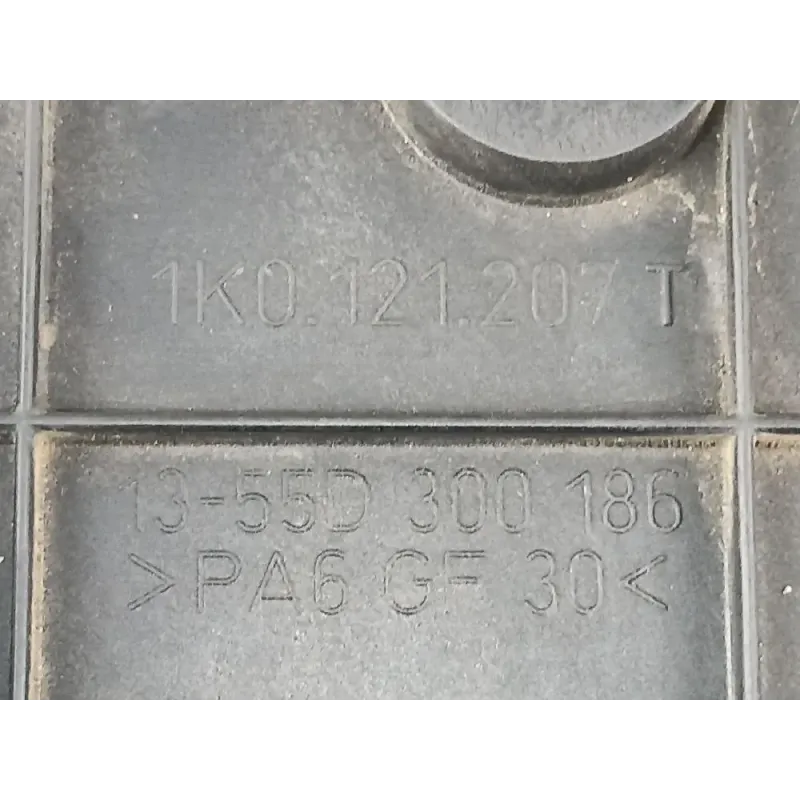 1K0.121.207 T
13-55D 300 186
>PA6 GF 30<